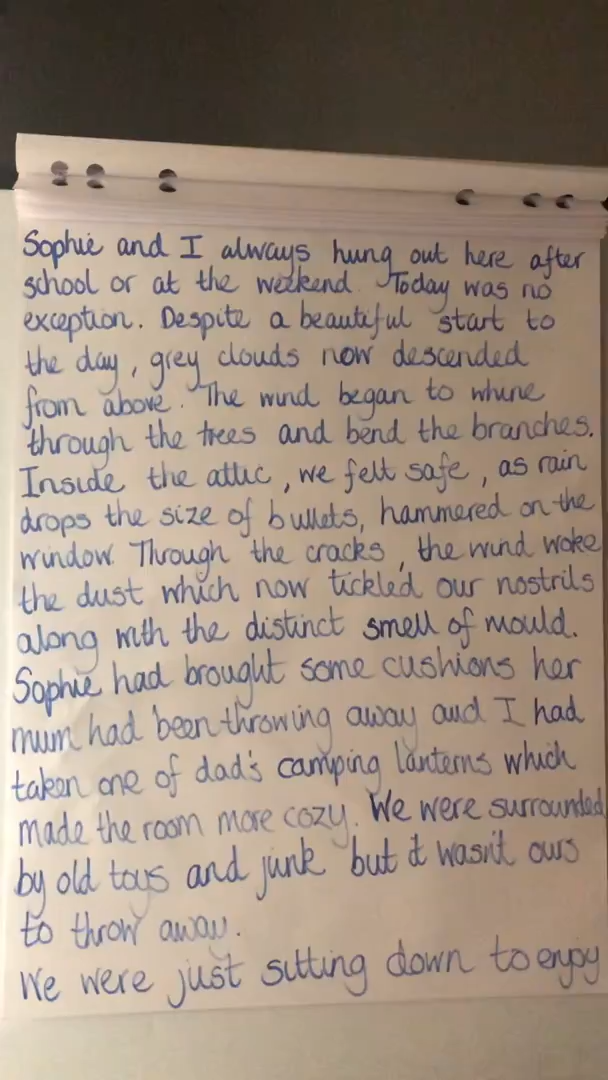 Sophie and I always hung out here after
school or at the weekend. Today was no
exception. Despite a beautiful start to
the day, grey clouds now descended
from above. The wind began to whine
through the trees and bend the branches.
Inside the attic, we felt safe, as rain
drops the size of bullets, hammered on the
window. Through the cracks, the wind woke
the dust which now tickled our nostrils
along with the distinct smell of mould.
Sophie had brought some cushions her
mum had been throwing away and I had
taken one of dad's camping lanterns which
made the room more cozy. We were surrounded
by old toys and junk but it wasn't ours
to throw away.
We were just sitting down to enjoy